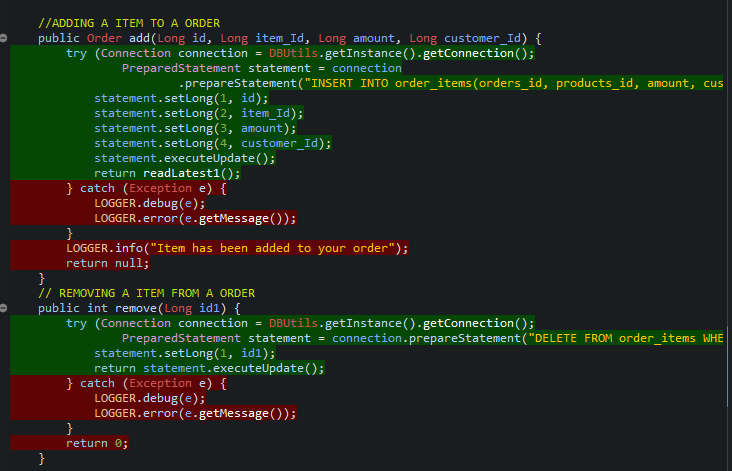 //ADDING A ITEM TO A ORDER
public Order add(Long id, Long item_Id, Long amount, Long customer_Id) {
try (Connection connection = DBUtils.getInstance().getConnection();
PreparedStatement statement = connection
.prepareStatement("INSERT INTO order_items(orders_id, products_id, amount, cus
statement.setLong(1, id);
statement.setLong(2, item_Id);
statement.setLong(3, amount);
statement.setLong(4, customer_Id);
statement.executeUpdate();
return readLatest1();
} catch (Exception e) {
LOGGER.debug(e);
LOGGER.error(e.getMessage());
}
LOGGER.info("Item has been added to your order");
return null;
}
// REMOVING A ITEM FROM A ORDER
public int remove(Long id1) {
try (Connection connection = DBUtils.getInstance().getConnection();
PreparedStatement statement = connection.prepareStatement("DELETE FROM order_items WHE
statement.setLong(1, id1);
return statement.executeUpdate();
} catch (Exception e) {
LOGGER.debug(e);
LOGGER.error(e.getMessage());
}
return 0;
}